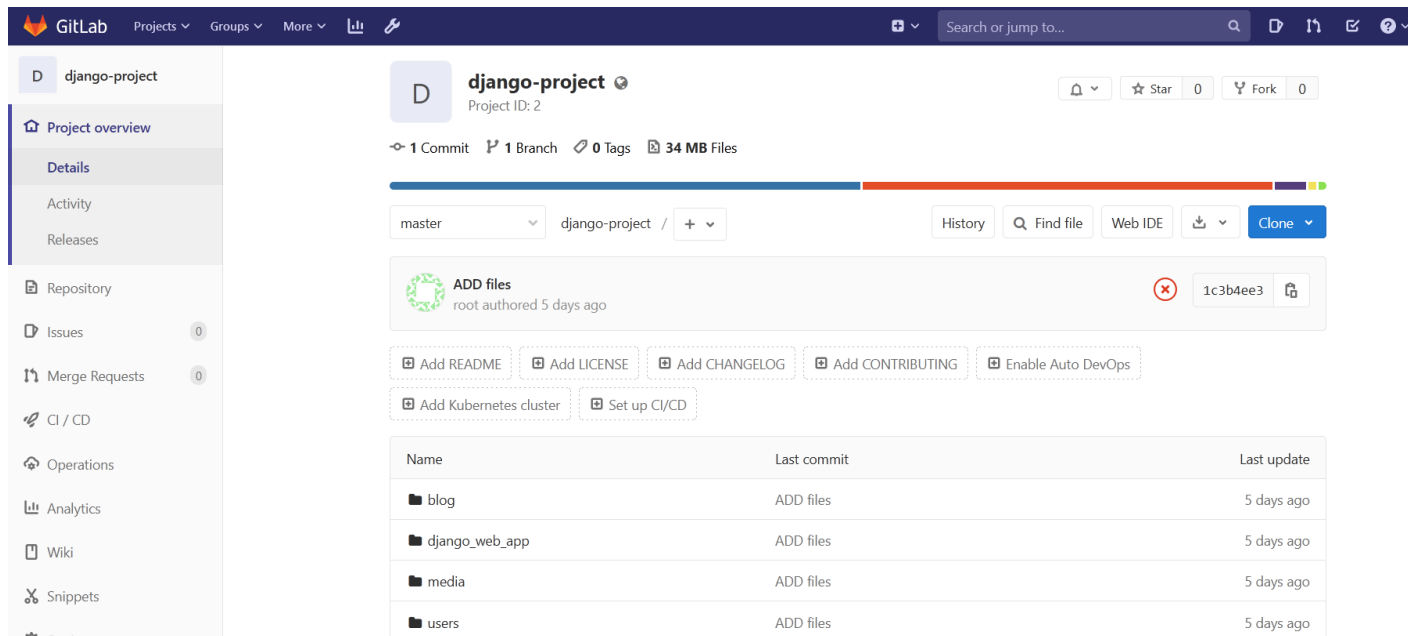 GitLab Projects Groups More Search or jump to...
D django-project
Project overview
Details
Activity
Releases
Repository
Issues 0
Merge Requests 0
CI / CD
Operations
Analytics
Wiki
Snippets
D
django-project
Project ID: 2
Star 0 Fork 0
1 Commit 1 Branch 0 Tags 34 MB Files
master django-project / + History Find file Web IDE Clone
ADD files
root authored 5 days ago
1c3b4ee3
Add README Add LICENSE Add CHANGELOG Add CONTRIBUTING Enable Auto DevOps
Add Kubernetes cluster Set up CI/CD
Name Last commit Last update
blog ADD files 5 days ago
django_web_app ADD files 5 days ago
media ADD files 5 days ago
users ADD files 5 days ago